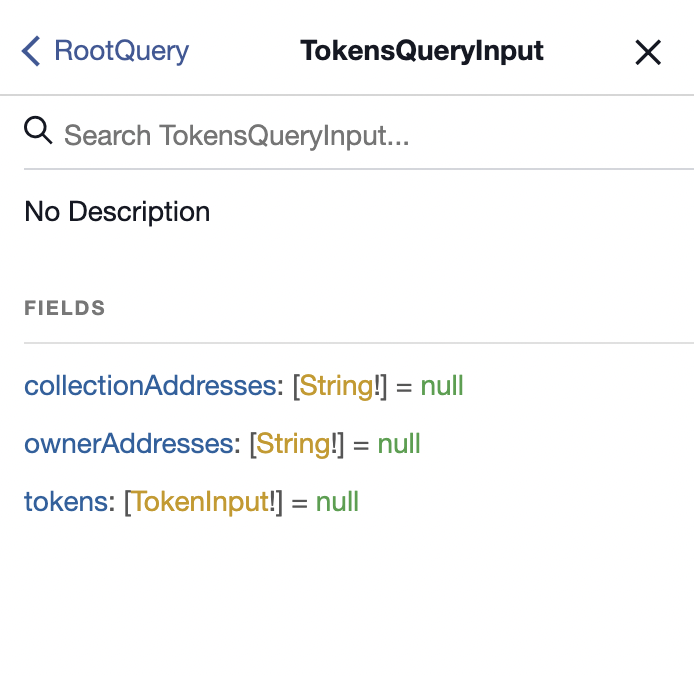 RootQuery TokensQueryInput
Search TokensQueryInput...
No Description
FIELDS
collectionAddresses: [String!] = null
ownerAddresses: [String!] = null
tokens: [TokenInput!] = null